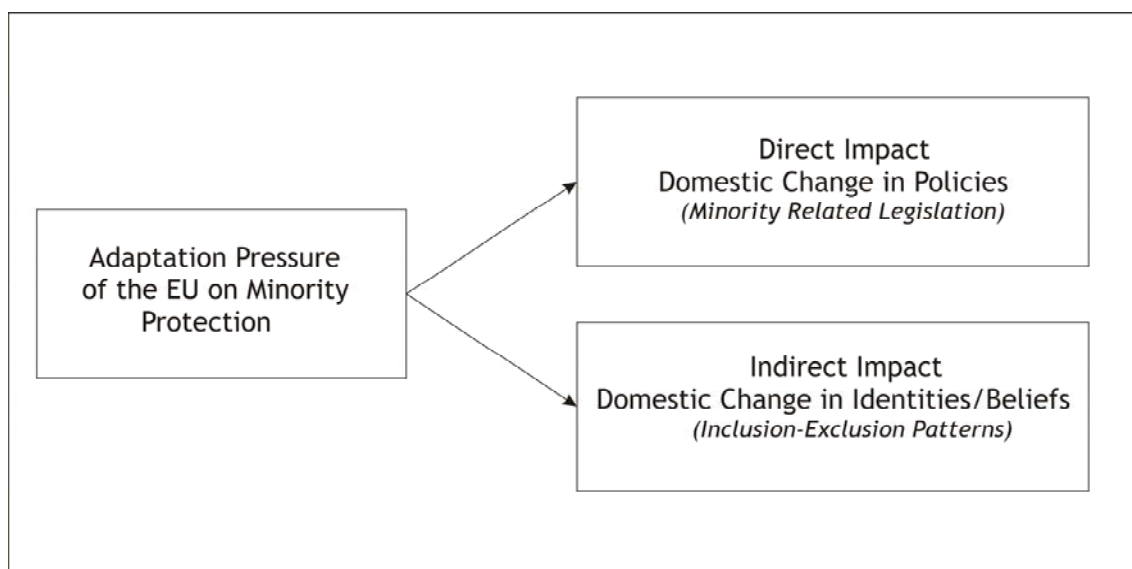 Adaptation Pressure
of the EU on Minority
Protection
Direct Impact
Domestic Change in Policies
(Minority Related Legislation)
Indirect Impact
Domestic Change in Identities/Beliefs
(Inclusion-Exclusion Patterns)